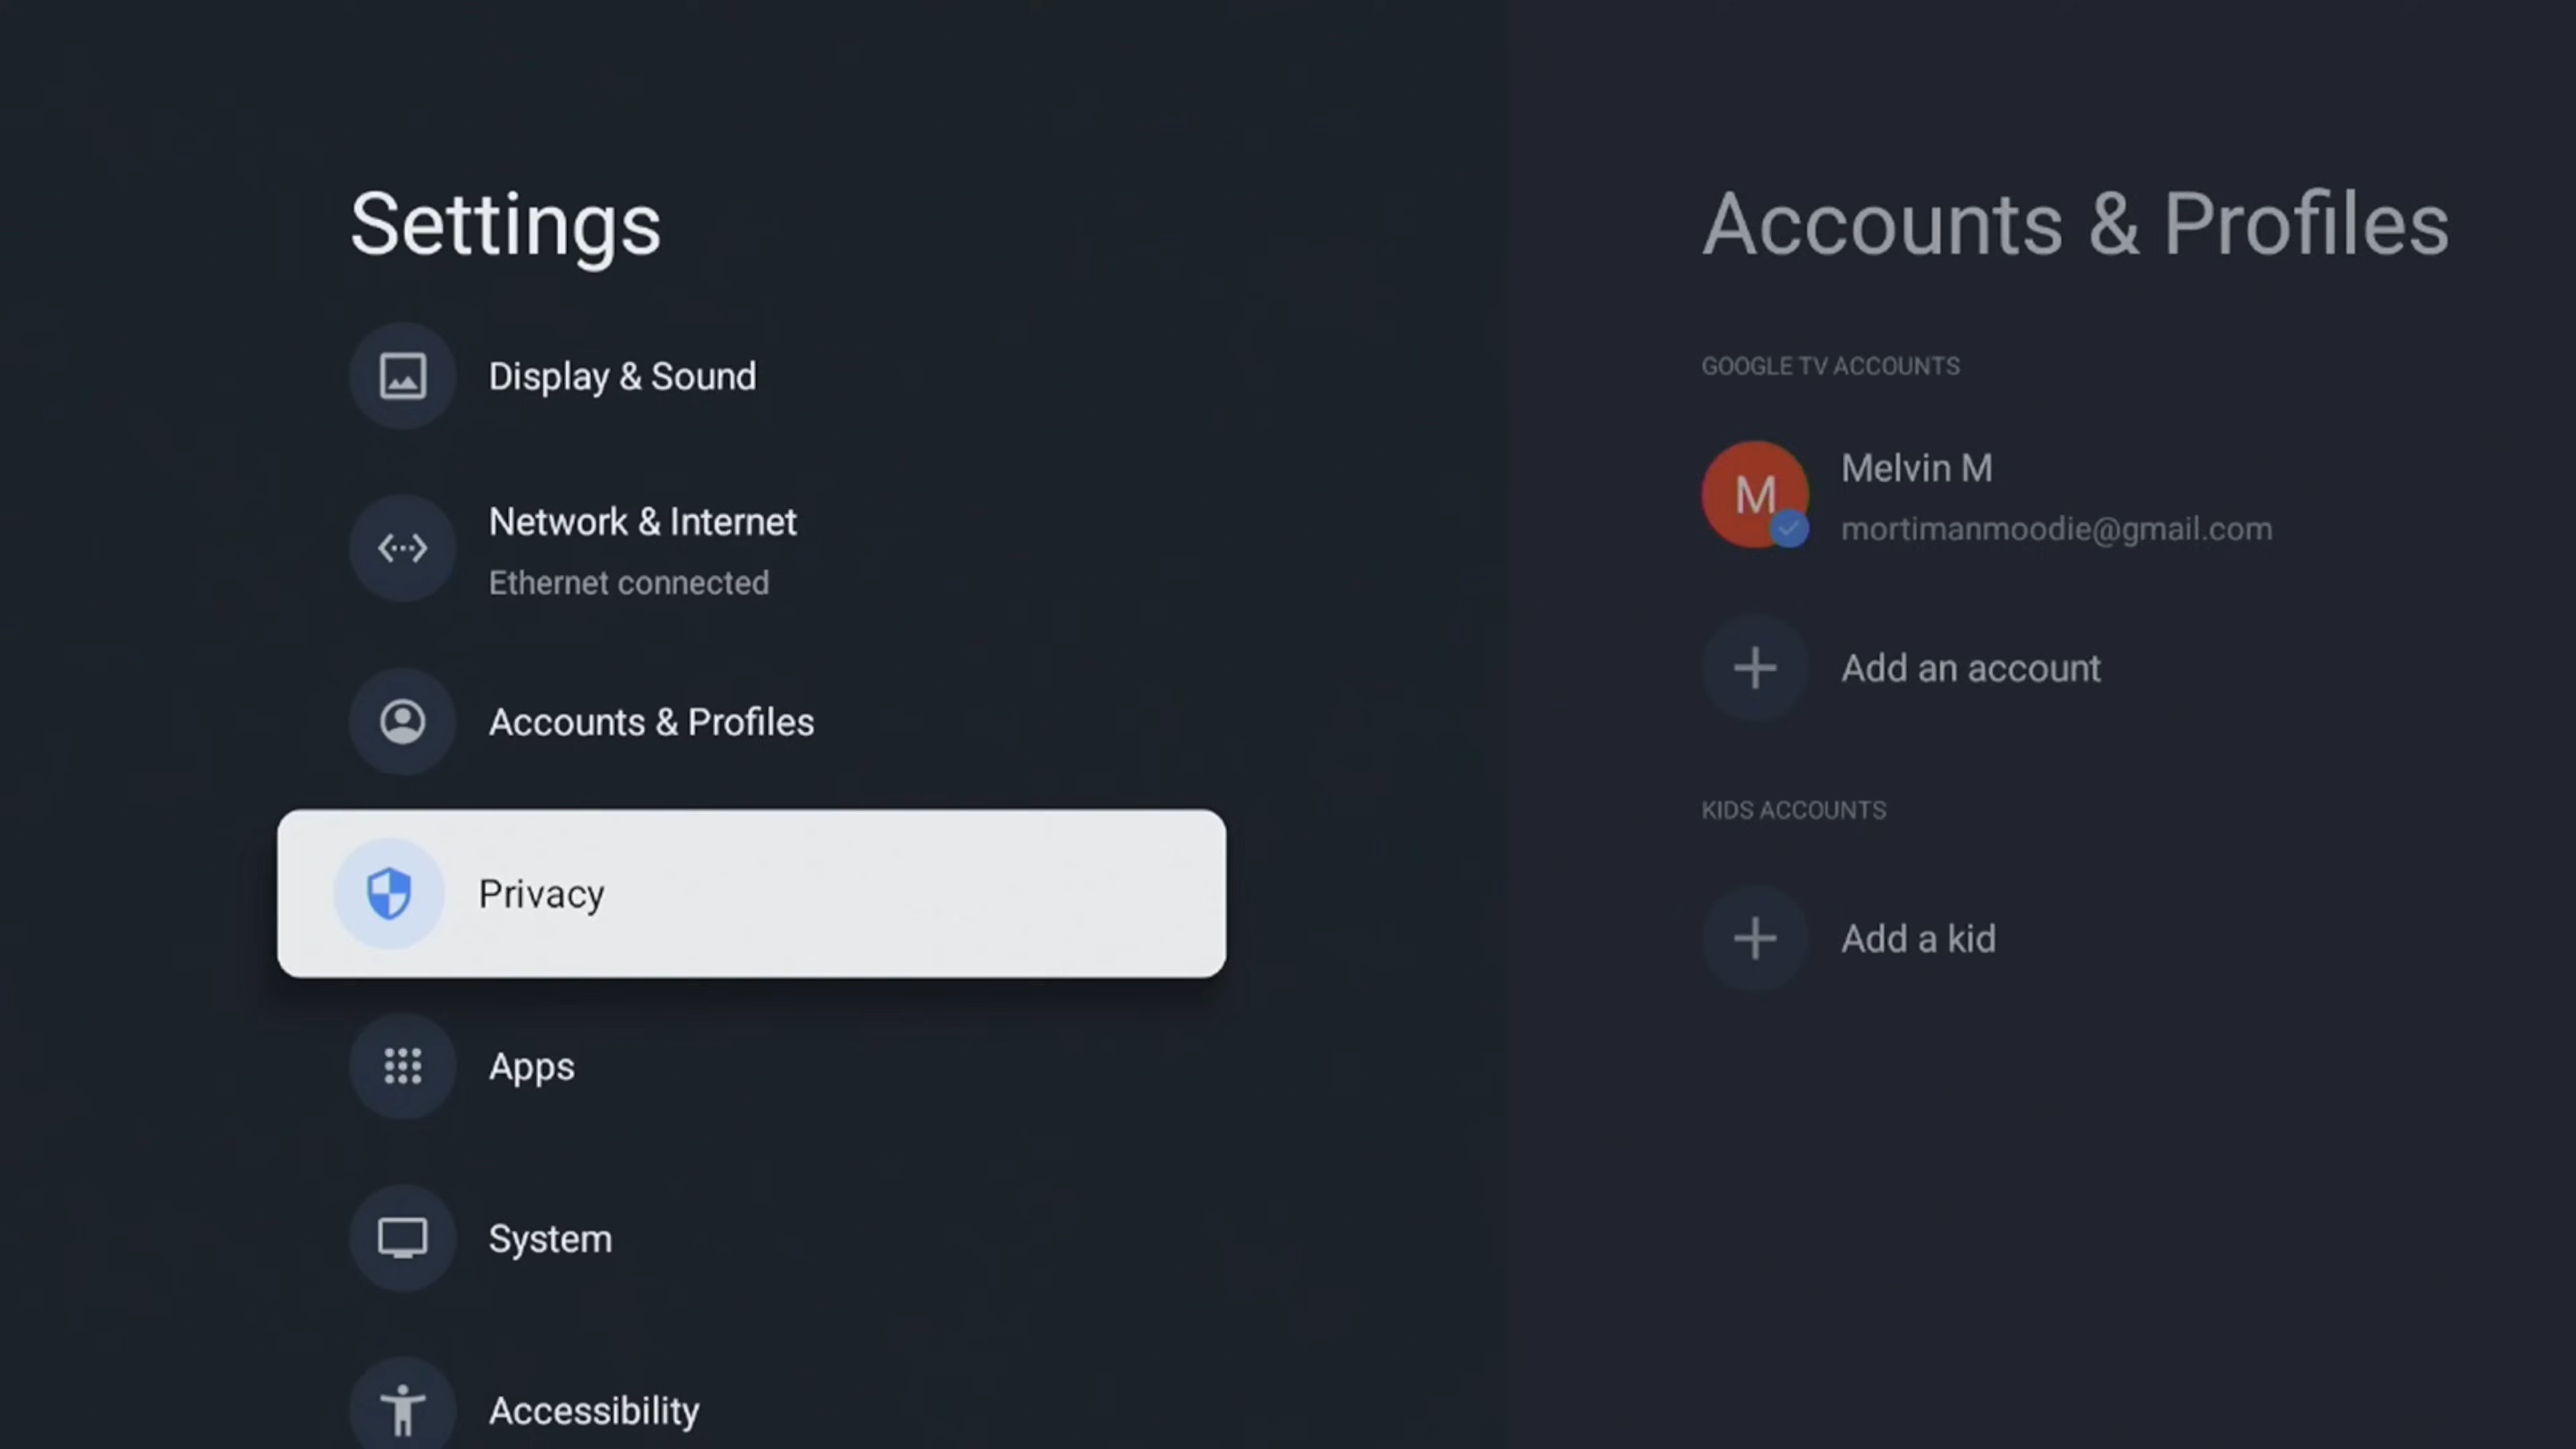 Settings
Display & Sound
Network & Internet
Ethernet connected
Accounts & Profiles
Privacy
Apps
System
Accessibility
Accounts & Profiles
GOOGLE TV ACCOUNTS
M
Melvin M
mortimanmoodie@gmail.com
Add an account
KIDS ACCOUNTS
Add a kid